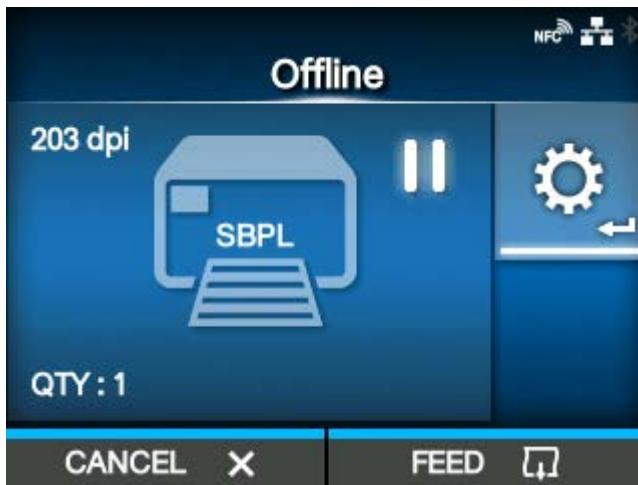 NFC
Offline
203 dpi
SBPL
QTY : 1
CANCEL
FEED